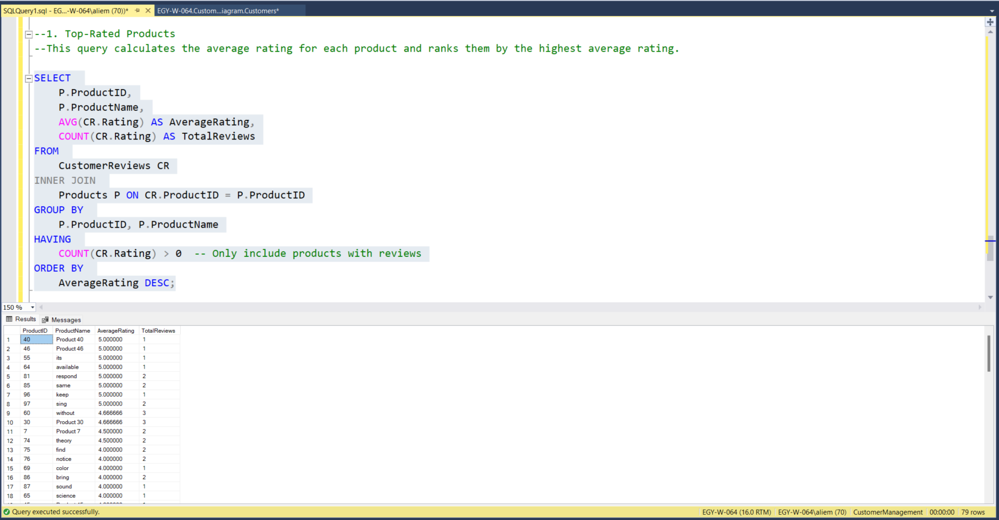 SQLQuery1.sql - EG...-W-064\aliem (70))*
EGY-W-064.Custom...iagram.Customers*
--1. Top-Rated Products
--This query calculates the average rating for each product and ranks them by the highest average rating.
SELECT
P.ProductID,
P.ProductName,
AVG(CR.Rating) AS AverageRating,
COUNT(CR.Rating) AS TotalReviews
FROM
CustomerReviews CR
INNER JOIN
Products P ON CR.ProductID = P.ProductID
GROUP BY
P.ProductID, P.ProductName
HAVING
COUNT(CR.Rating) > 0  -- Only include products with reviews
ORDER BY
AverageRating DESC;
150 %
Results Messages
ProductID ProductName AverageRating TotalReviews
1 40 Product 40 5.000000 1
2 46 Product 46 5.000000 1
3 55 its 5.000000 1
4 64 available 5.000000 1
5 81 respond 5.000000 2
6 85 same 5.000000 2
7 96 keep 5.000000 1
8 97 sing 5.000000 2
9 60 without 4.666666 3
10 30 Product 30 4.666666 3
11 7 Product 7 4.500000 2
12 74 theory 4.500000 2
13 75 find 4.000000 2
14 76 notice 4.000000 2
15 69 color 4.000000 1
16 86 bring 4.000000 2
17 87 sound 4.000000 1
18 65 science 4.000000 1
Query executed successfully.
EGY-W-064 (16.0 RTM) EGY-W-064\aliem (70) CustomerManagement 00:00:00 79 rows